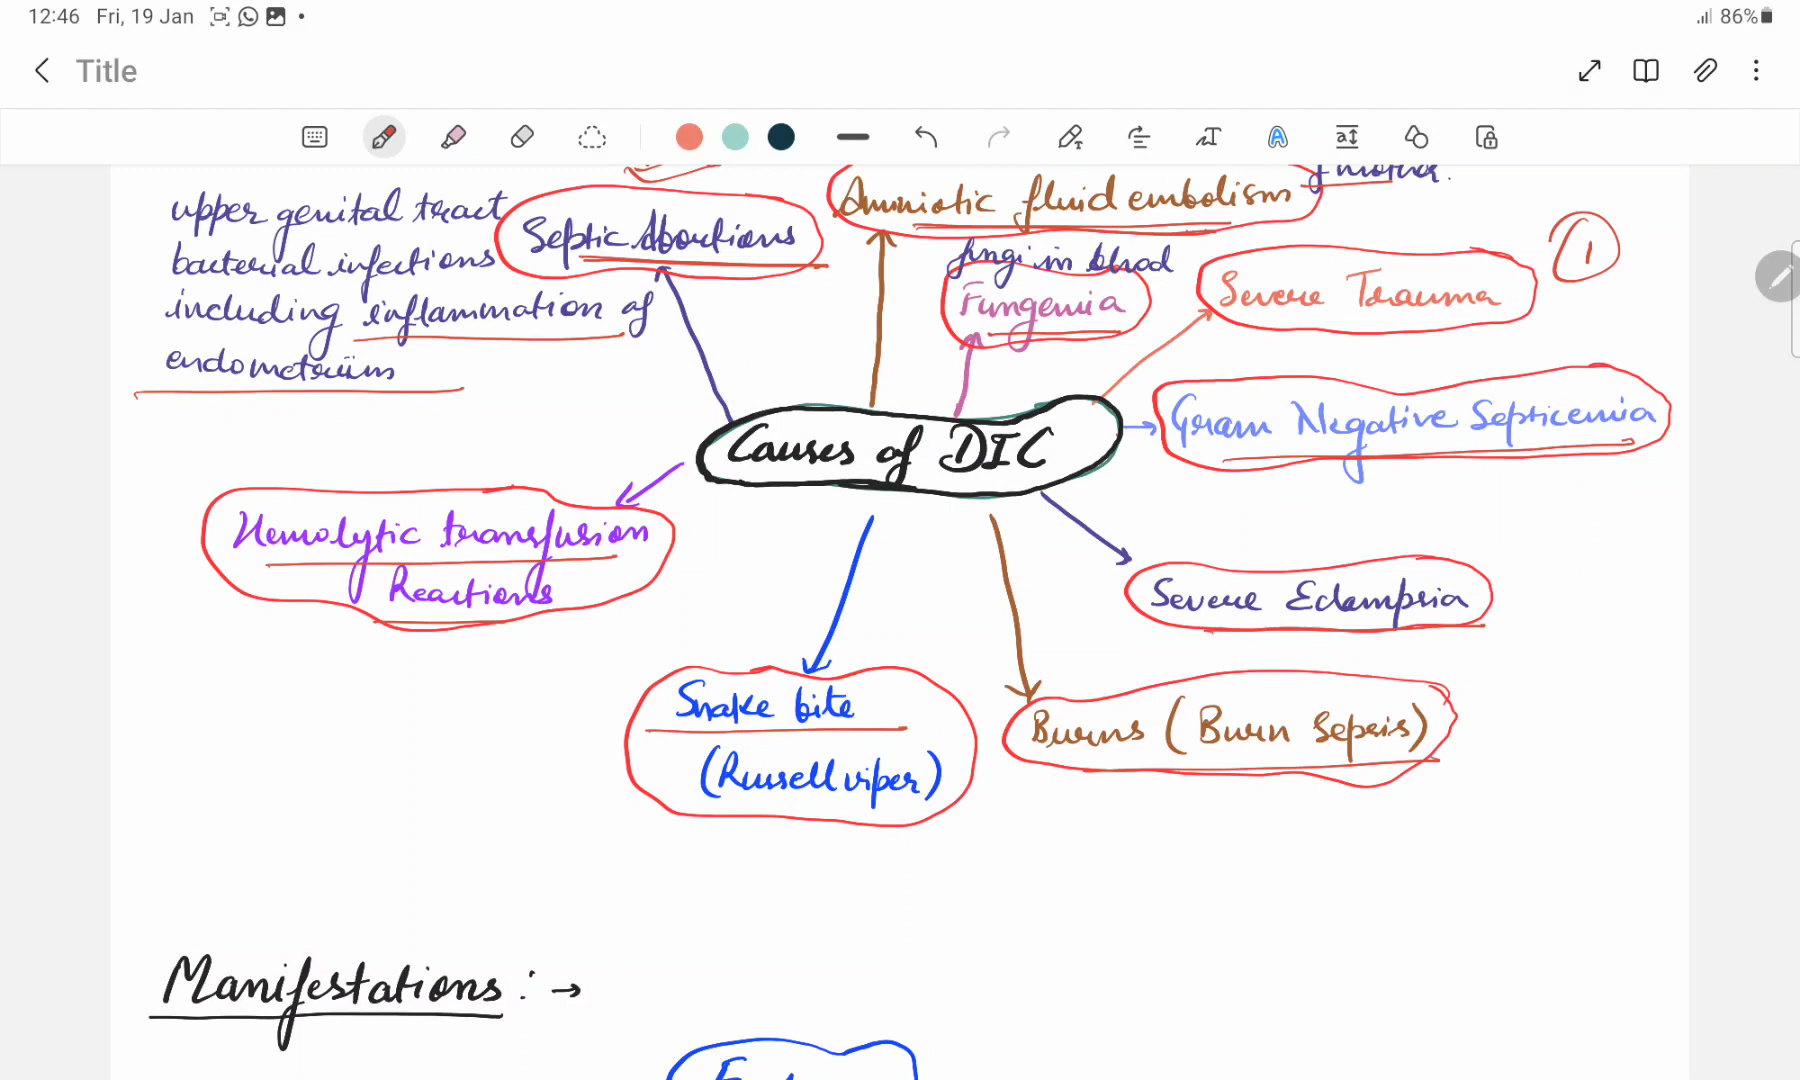 12:46 Fri, 19 Jan
86%
Title
of mother.
Amniotic fluid embolism
upper genital tract
bacterial infections
including inflammation of
endometrium
Septic Abortions
fungi in blood
Fungemia
Severe Trauma
1
Gram Negative Septicemia
Causes of DIC
Hemolytic transfusion
Reactions
Severe Eclampsia
Snake bite
(Russell viper)
Burns (Burn Sepsis)
Manifestations :→